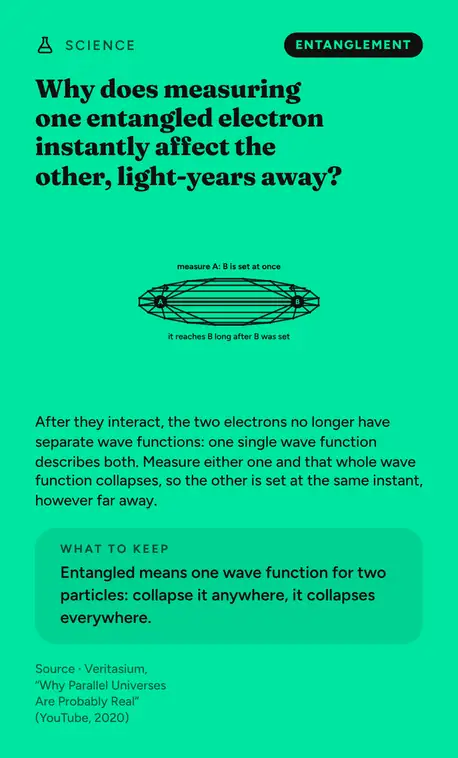 SCIENCE
ENTANGLEMENT
Why does measuring
one entangled electron
instantly affect the
other, light-years away?
measure A: B is set at once
A B
it reaches B long after B was set
After they interact, the two electrons no longer have
separate wave functions: one single wave function
describes both. Measure either one and that whole wave
function collapses, so the other is set at the same instant,
however far away.
WHAT TO KEEP
Entangled means one wave function for two
particles: collapse it anywhere, it collapses
everywhere.
Source · Veritasium,
“Why Parallel Universes
Are Probably Real”
(YouTube, 2020)